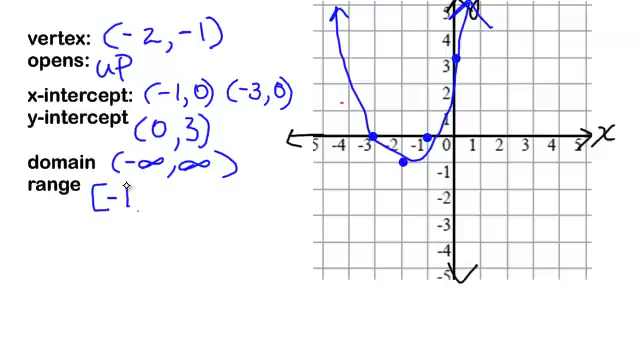 vertex: (-2, -1)
opens: up
x-intercept: (-1, 0) (-3, 0)
y-intercept (0, 3)
domain (-∞, ∞)
range [-1
5
4
3
2
1
5 -4 -3 -2 -1 0 1 2 3 4 5 x
-1
-2
-3
-4
-5